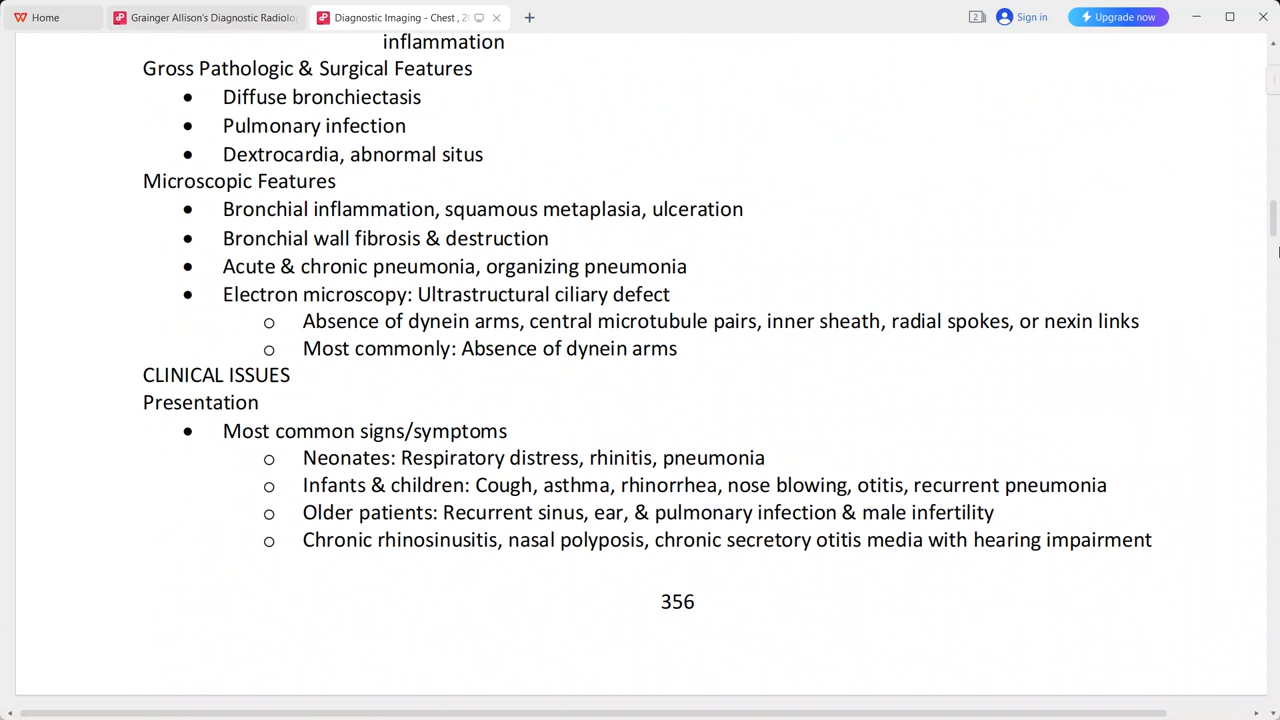 Home
Grainger Allison's Diagnostic Radiolo
Diagnostic Imaging - Chest , 2
2
Sign in
Upgrade now
inflammation
Gross Pathologic & Surgical Features
• Diffuse bronchiectasis
• Pulmonary infection
• Dextrocardia, abnormal situs
Microscopic Features
• Bronchial inflammation, squamous metaplasia, ulceration
• Bronchial wall fibrosis & destruction
• Acute & chronic pneumonia, organizing pneumonia
• Electron microscopy: Ultrastructural ciliary defect
o Absence of dynein arms, central microtubule pairs, inner sheath, radial spokes, or nexin links
o Most commonly: Absence of dynein arms
CLINICAL ISSUES
Presentation
• Most common signs/symptoms
o Neonates: Respiratory distress, rhinitis, pneumonia
o Infants & children: Cough, asthma, rhinorrhea, nose blowing, otitis, recurrent pneumonia
o Older patients: Recurrent sinus, ear, & pulmonary infection & male infertility
o Chronic rhinosinusitis, nasal polyposis, chronic secretory otitis media with hearing impairment
356